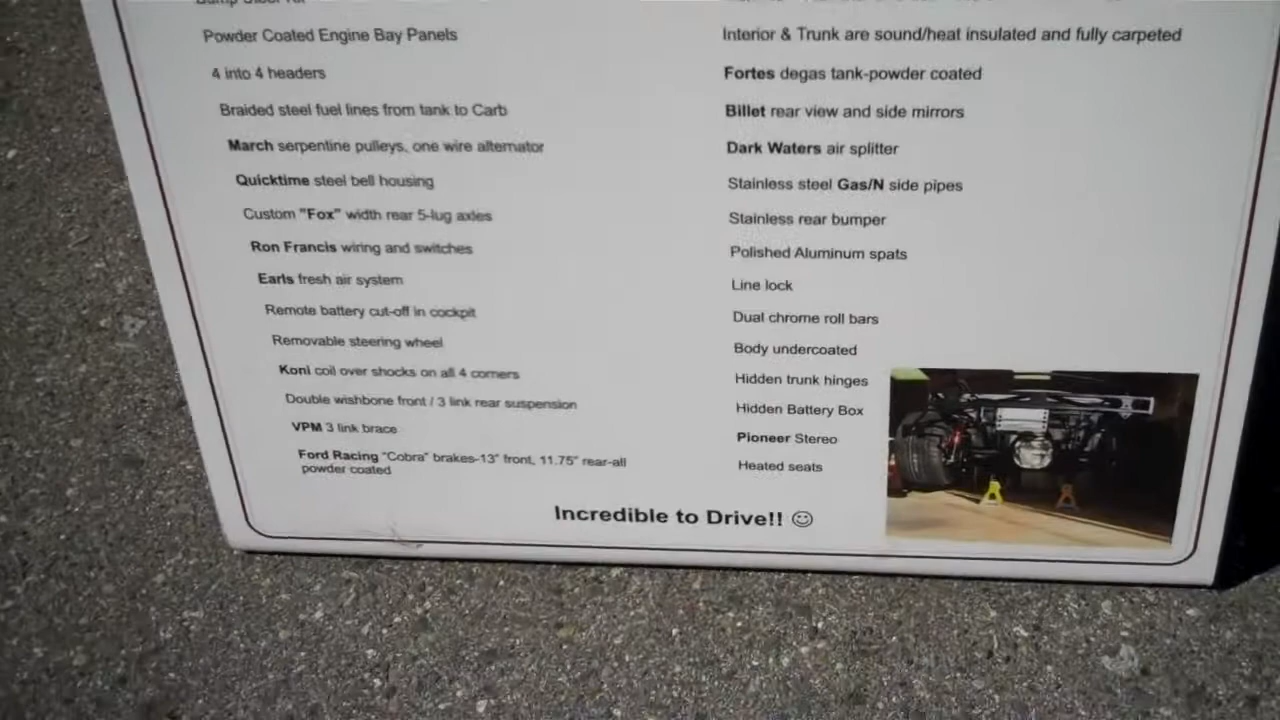 Powder Coated Engine Bay Panels
4 into 4 headers
Braided steel fuel lines from tank to Carb
March serpentine pulleys, one wire alternator
Quicktime steel bell housing
Custom "Fox" width rear 5-lug axles
Ron Francis wiring and switches
Earls fresh air system
Remote battery cut-off in cockpit
Removable steering wheel
Koni coil over shocks on all 4 corners
Double wishbone front / 3 link rear suspension
VPM 3 link brace
Ford Racing "Cobra" brakes-13" front, 11.75" rear-all
powder coated
Interior & Trunk are sound/heat insulated and fully carpeted
Fortes degas tank-powder coated
Billet rear view and side mirrors
Dark Waters air splitter
Stainless steel Gas/N side pipes
Stainless rear bumper
Polished Aluminum spats
Line lock
Dual chrome roll bars
Body undercoated
Hidden trunk hinges
Hidden Battery Box
Pioneer Stereo
Heated seats
Incredible to Drive!! ☺